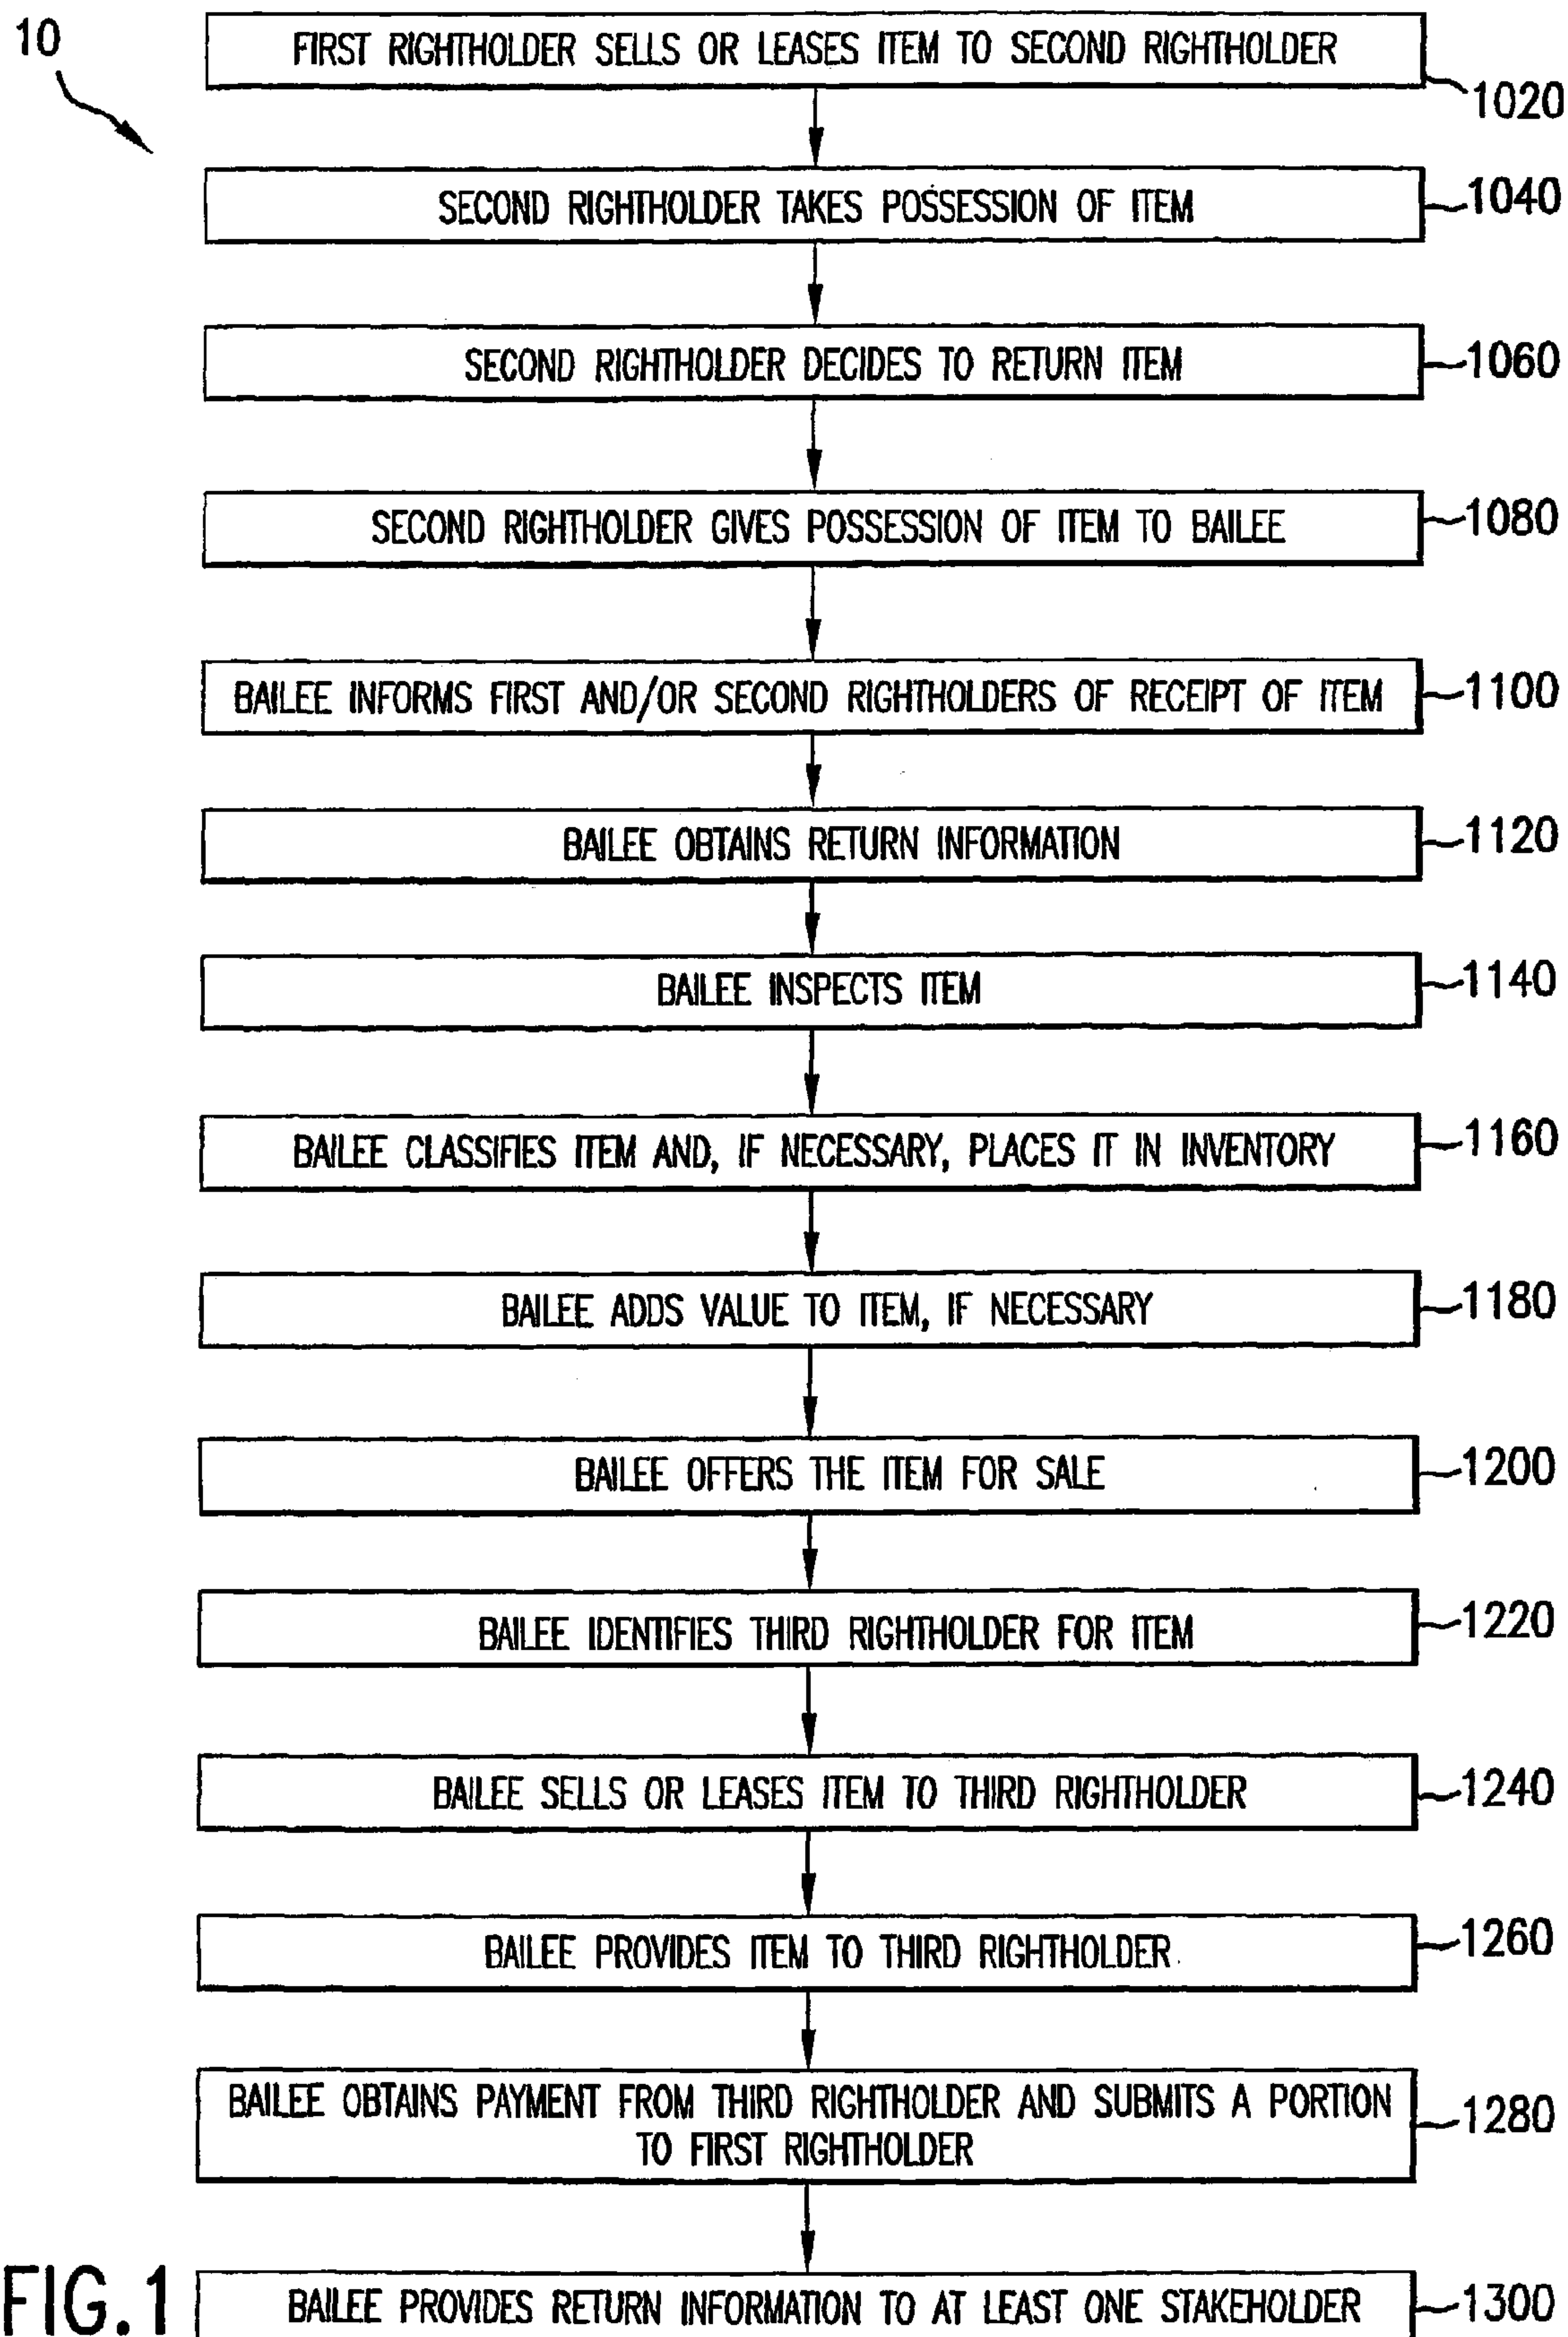 10
FIRST RIGHTHOLDER SELLS OR LEASES ITEM TO SECOND RIGHTHOLDER
1020
SECOND RIGHTHOLDER TAKES POSSESSION OF ITEM
1040
SECOND RIGHTHOLDER DECIDES TO RETURN ITEM
1060
SECOND RIGHTHOLDER GIVES POSSESSION OF ITEM TO BAILEE
1080
BAILEE INFORMS FIRST AND/OR SECOND RIGHTHOLDERS OF RECEIPT OF ITEM
1100
BAILEE OBTAINS RETURN INFORMATION
1120
BAILEE INSPECTS ITEM
1140
BAILEE CLASSIFIES ITEM AND, IF NECESSARY, PLACES IT IN INVENTORY
1160
BAILEE ADDS VALUE TO ITEM, IF NECESSARY
1180
BAILEE OFFERS THE ITEM FOR SALE
1200
BAILEE IDENTIFIES THIRD RIGHTHOLDER FOR ITEM
1220
BAILEE SELLS OR LEASES ITEM TO THIRD RIGHTHOLDER
1240
BAILEE PROVIDES ITEM TO THIRD RIGHTHOLDER
1260
BAILEE OBTAINS PAYMENT FROM THIRD RIGHTHOLDER AND SUBMITS A PORTION
TO FIRST RIGHTHOLDER
1280
BAILEE PROVIDES RETURN INFORMATION TO AT LEAST ONE STAKEHOLDER
1300
FIG.1